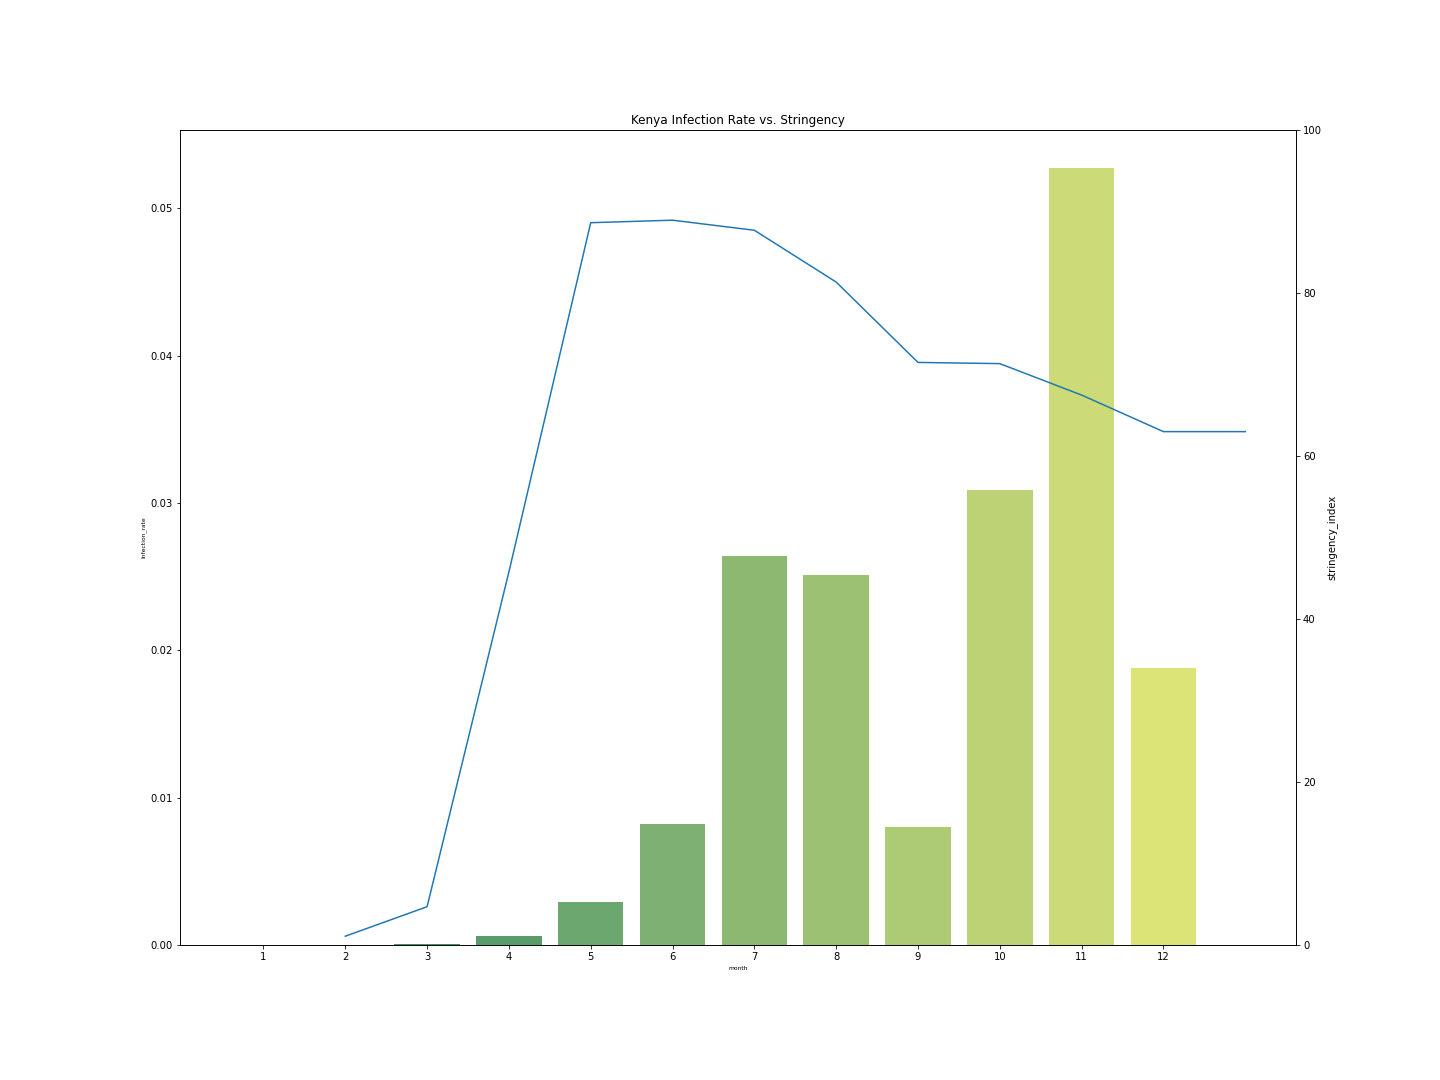 Kenya Infection Rate vs. Stringency
100
0.05
80
0.04
60
0.03
Infection_rate
stringency_index
40
0.02
20
0.01
0.00
0
1 2 3 4 5 6 7 8 9 10 11 12
month